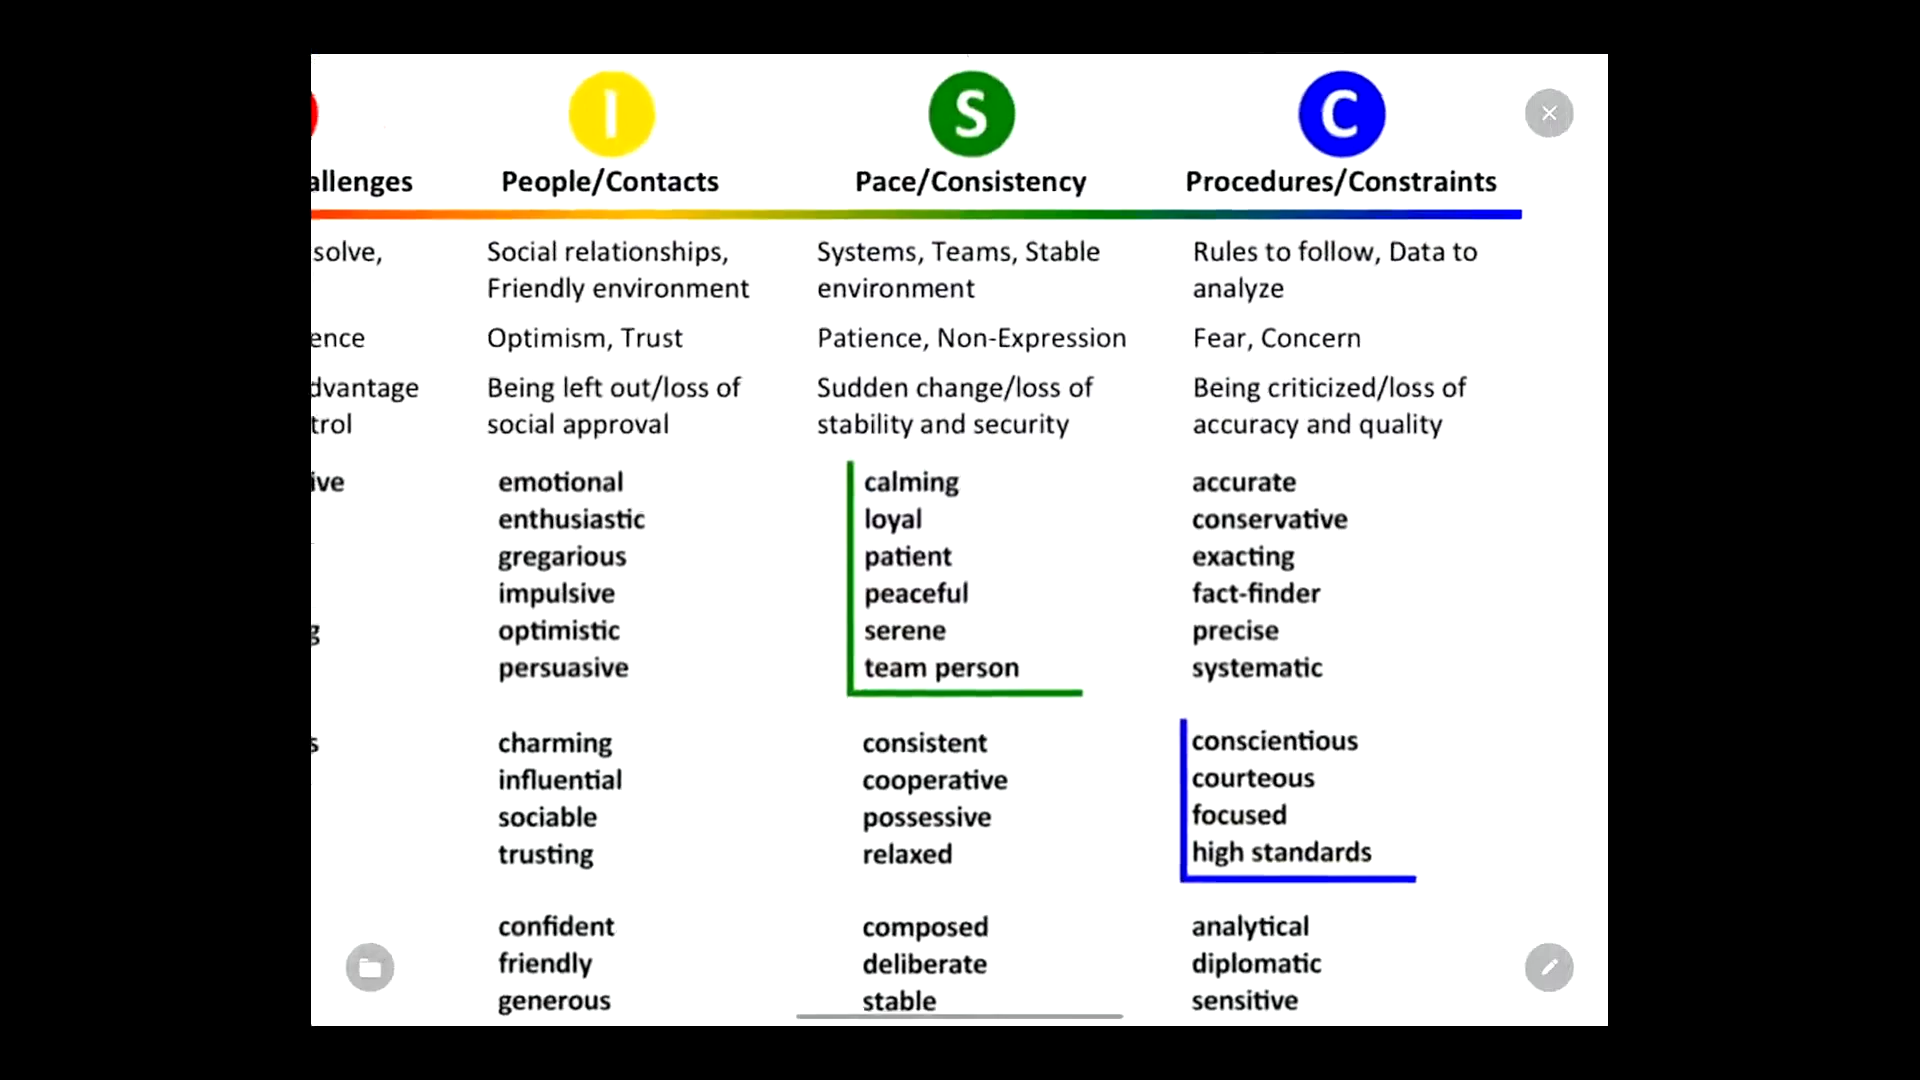 I
S
C
allenges
People/Contacts
Pace/Consistency
Procedures/Constraints
solve,
Social relationships,
Friendly environment
Systems, Teams, Stable
environment
Rules to follow, Data to
analyze
ence
Optimism, Trust
Patience, Non-Expression
Fear, Concern
dvantage
trol
Being left out/loss of
social approval
Sudden change/loss of
stability and security
Being criticized/loss of
accuracy and quality
ive
emotional
enthusiastic
gregarious
impulsive
optimistic
persuasive
calming
loyal
patient
peaceful
serene
team person
accurate
conservative
exacting
fact-finder
precise
systematic
charming
influential
sociable
trusting
consistent
cooperative
possessive
relaxed
conscientious
courteous
focused
high standards
confident
friendly
generous
composed
deliberate
stable
analytical
diplomatic
sensitive